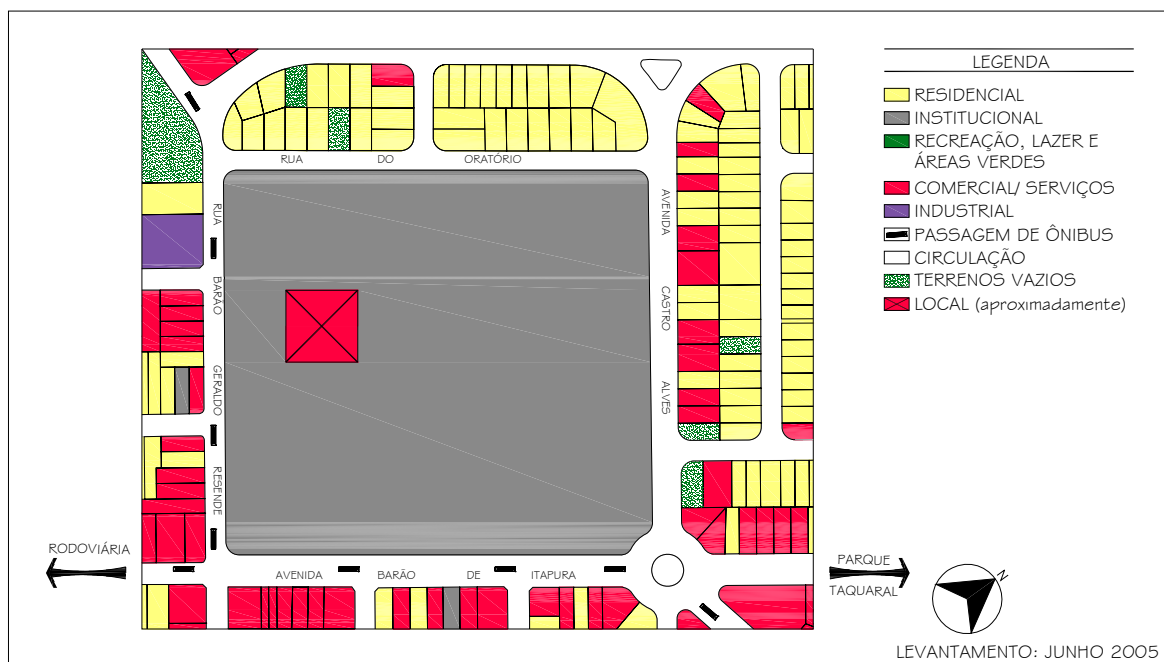 LEGENDA
RESIDENCIAL
INSTITUCIONAL
RECREAÇÃO, LAZER E
ÁREAS VERDES
COMERCIAL/ SERVIÇOS
INDUSTRIAL
PASSAGEM DE ÔNIBUS
CIRCULAÇÃO
TERRENOS VAZIOS
LOCAL (aproximadamente)
RUA DO ORATÓRIO
RUA BARÃO GERALDO RESENDE
AVENIDA CASTRO ALVES
AVENIDA BARÃO DE ITAPURA
RODOVIÁRIA
PARQUE
TAQUARAL
N
LEVANTAMENTO: JUNHO 2005